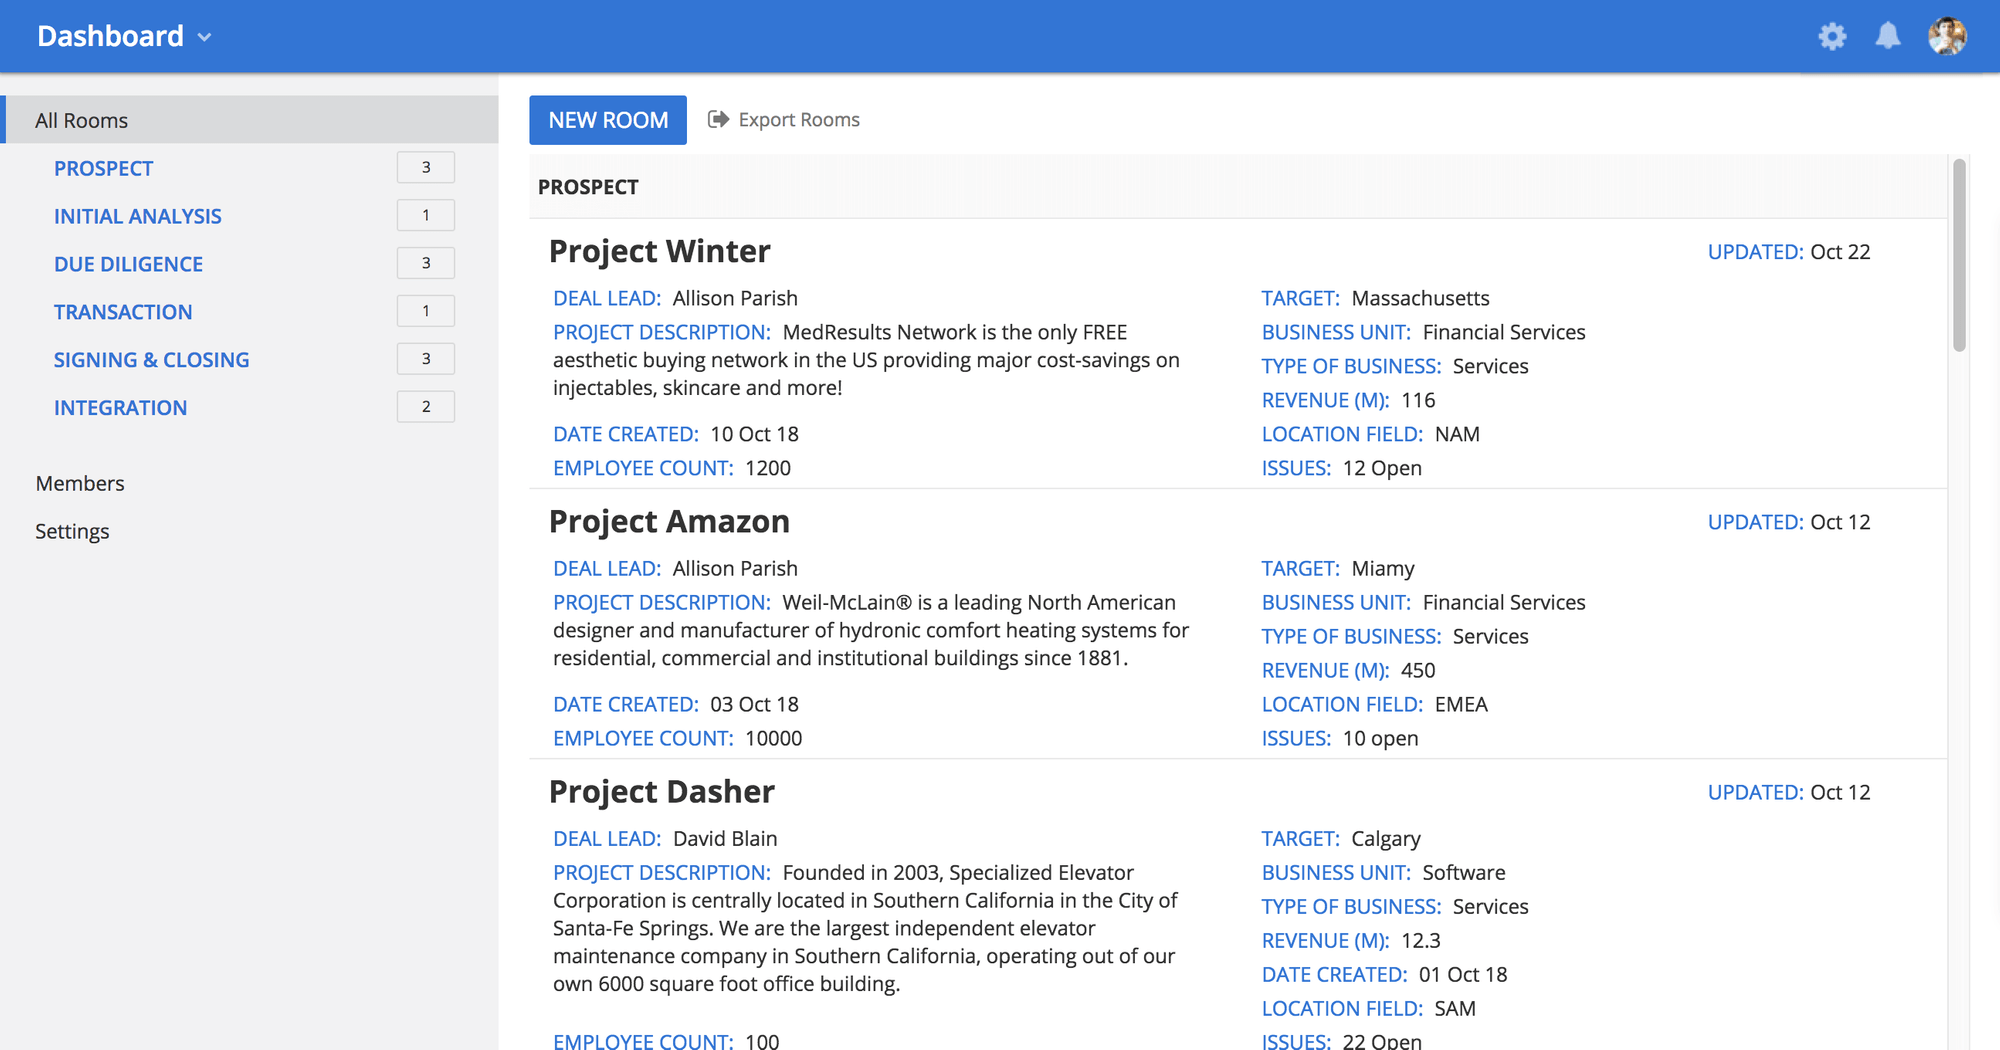 Dashboard
All Rooms
PROSPECT 3
INITIAL ANALYSIS 1
DUE DILIGENCE 3
TRANSACTION 1
SIGNING & CLOSING 3
INTEGRATION 2
Members
Settings
NEW ROOM Export Rooms
PROSPECT
Project Winter
UPDATED: Oct 22
DEAL LEAD: Allison Parish
PROJECT DESCRIPTION: MedResults Network is the only FREE
aesthetic buying network in the US providing major cost-savings on
injectables, skincare and more!
DATE CREATED: 10 Oct 18
EMPLOYEE COUNT: 1200
TARGET: Massachusetts
BUSINESS UNIT: Financial Services
TYPE OF BUSINESS: Services
REVENUE (M): 116
LOCATION FIELD: NAM
ISSUES: 12 Open
Project Amazon
UPDATED: Oct 12
DEAL LEAD: Allison Parish
PROJECT DESCRIPTION: Weil-McLain® is a leading North American
designer and manufacturer of hydronic comfort heating systems for
residential, commercial and institutional buildings since 1881.
DATE CREATED: 03 Oct 18
EMPLOYEE COUNT: 10000
TARGET: Miamy
BUSINESS UNIT: Financial Services
TYPE OF BUSINESS: Services
REVENUE (M): 450
LOCATION FIELD: EMEA
ISSUES: 10 open
Project Dasher
UPDATED: Oct 12
DEAL LEAD: David Blain
PROJECT DESCRIPTION: Founded in 2003, Specialized Elevator
Corporation is centrally located in Southern California in the City of
Santa-Fe Springs. We are the largest independent elevator
maintenance company in Southern California, operating out of our
own 6000 square foot office building.
EMPLOYEE COUNT: 100
TARGET: Calgary
BUSINESS UNIT: Software
TYPE OF BUSINESS: Services
REVENUE (M): 12.3
DATE CREATED: 01 Oct 18
LOCATION FIELD: SAM
ISSUES: 22 Open